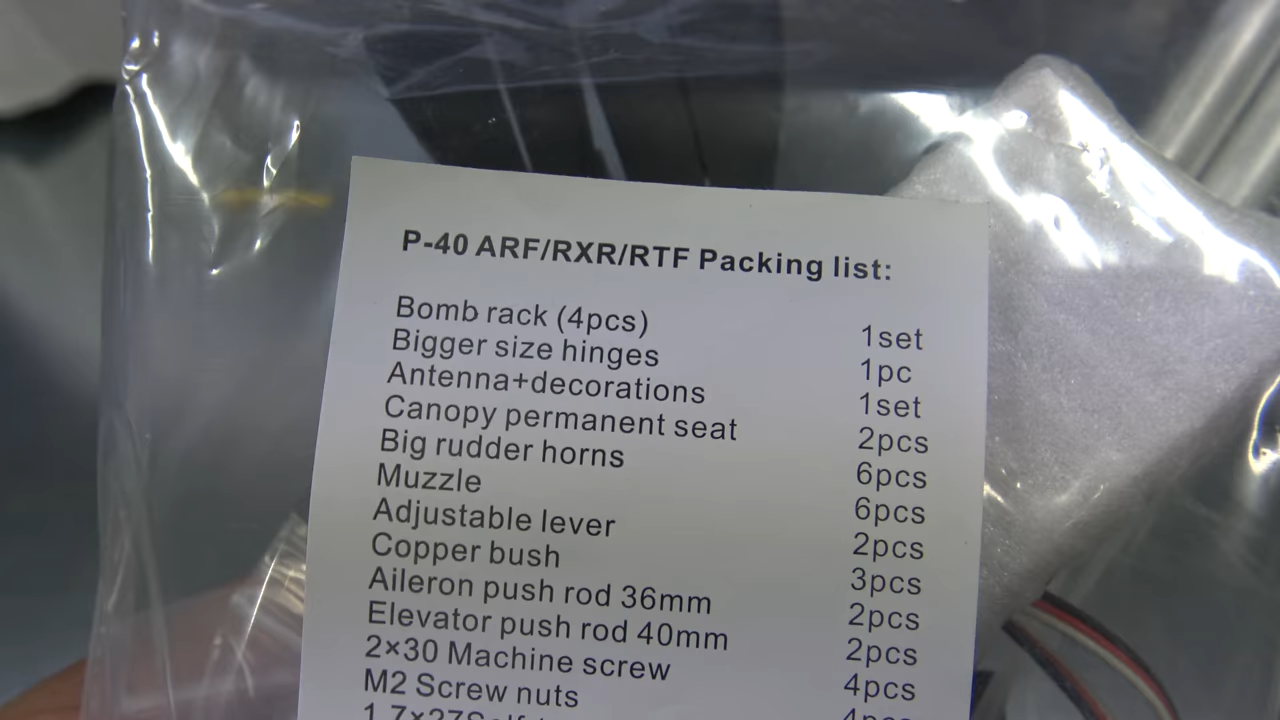 P-40 ARF/RXR/RTF Packing list:
Bomb rack (4pcs) 1set
Bigger size hinges 1pc
Antenna+decorations 1set
Canopy permanent seat 2pcs
Big rudder horns 6pcs
Muzzle 6pcs
Adjustable lever 2pcs
Copper bush 3pcs
Aileron push rod 36mm 2pcs
Elevator push rod 40mm 2pcs
2×30 Machine screw 4pcs
M2 Screw nuts 4pcs